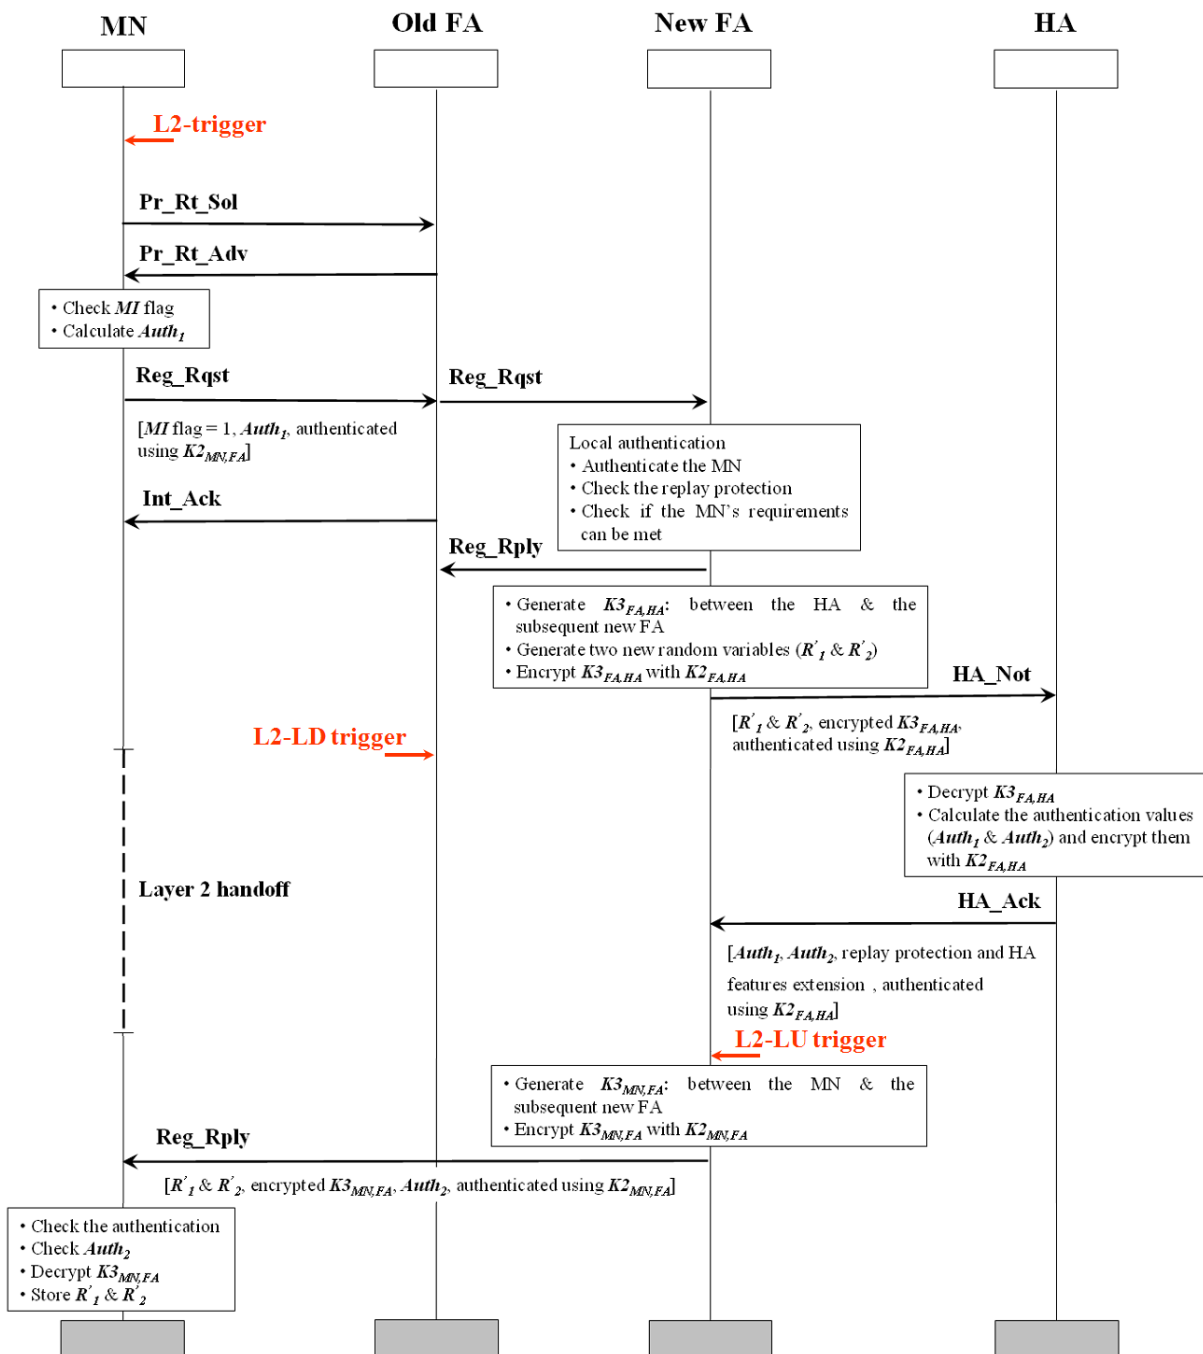 MN
Old FA
New FA
HA
L2-trigger
Pr_Rt_Sol
Pr_Rt_Adv
• Check MI flag
• Calculate Auth1
Reg_Rqst
Reg_Rqst
[MI flag = 1, Auth1, authenticated
using K2MN,FA]
Local authentication
• Authenticate the MN
• Check the replay protection
• Check if the MN's requirements
can be met
Int_Ack
Reg_Rply
• Generate K3FA,HA: between the HA & the
subsequent new FA
• Generate two new random variables (R'1 & R'2)
• Encrypt K3FA,HA with K2FA,HA
HA_Not
[R'1 & R'2, encrypted K3FA,HA,
authenticated using K2FA,HA]
L2-LD trigger
• Decrypt K3FA,HA
• Calculate the authentication values
(Auth1 & Auth2) and encrypt them
with K2FA,HA
Layer 2 handoff
HA_Ack
[Auth1, Auth2, replay protection and HA
features extension , authenticated
using K2FA,HA]
L2-LU trigger
• Generate K3MN,FA: between the MN & the
subsequent new FA
• Encrypt K3MN,FA with K2MN,FA
Reg_Rply
[R'1 & R'2, encrypted K3MN,FA, Auth2, authenticated using K2MN,FA]
• Check the authentication
• Check Auth2
• Decrypt K3MN,FA
• Store R'1 & R'2